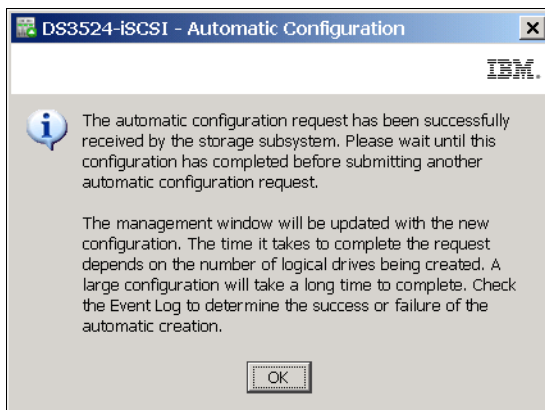 DS3524-iSCSI - Automatic Configuration
IBM.
The automatic configuration request has been successfully
received by the storage subsystem. Please wait until this
configuration has completed before submitting another
automatic configuration request.
The management window will be updated with the new
configuration. The time it takes to complete the request
depends on the number of logical drives being created. A
large configuration will take a long time to complete. Check
the Event Log to determine the success or failure of the
automatic creation.
OK